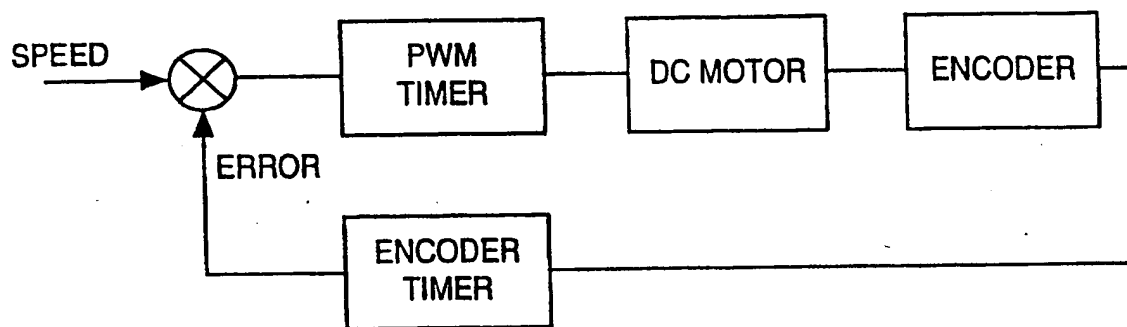 SPEED
PWM
TIMER
DC MOTOR
ENCODER
ERROR
ENCODER
TIMER